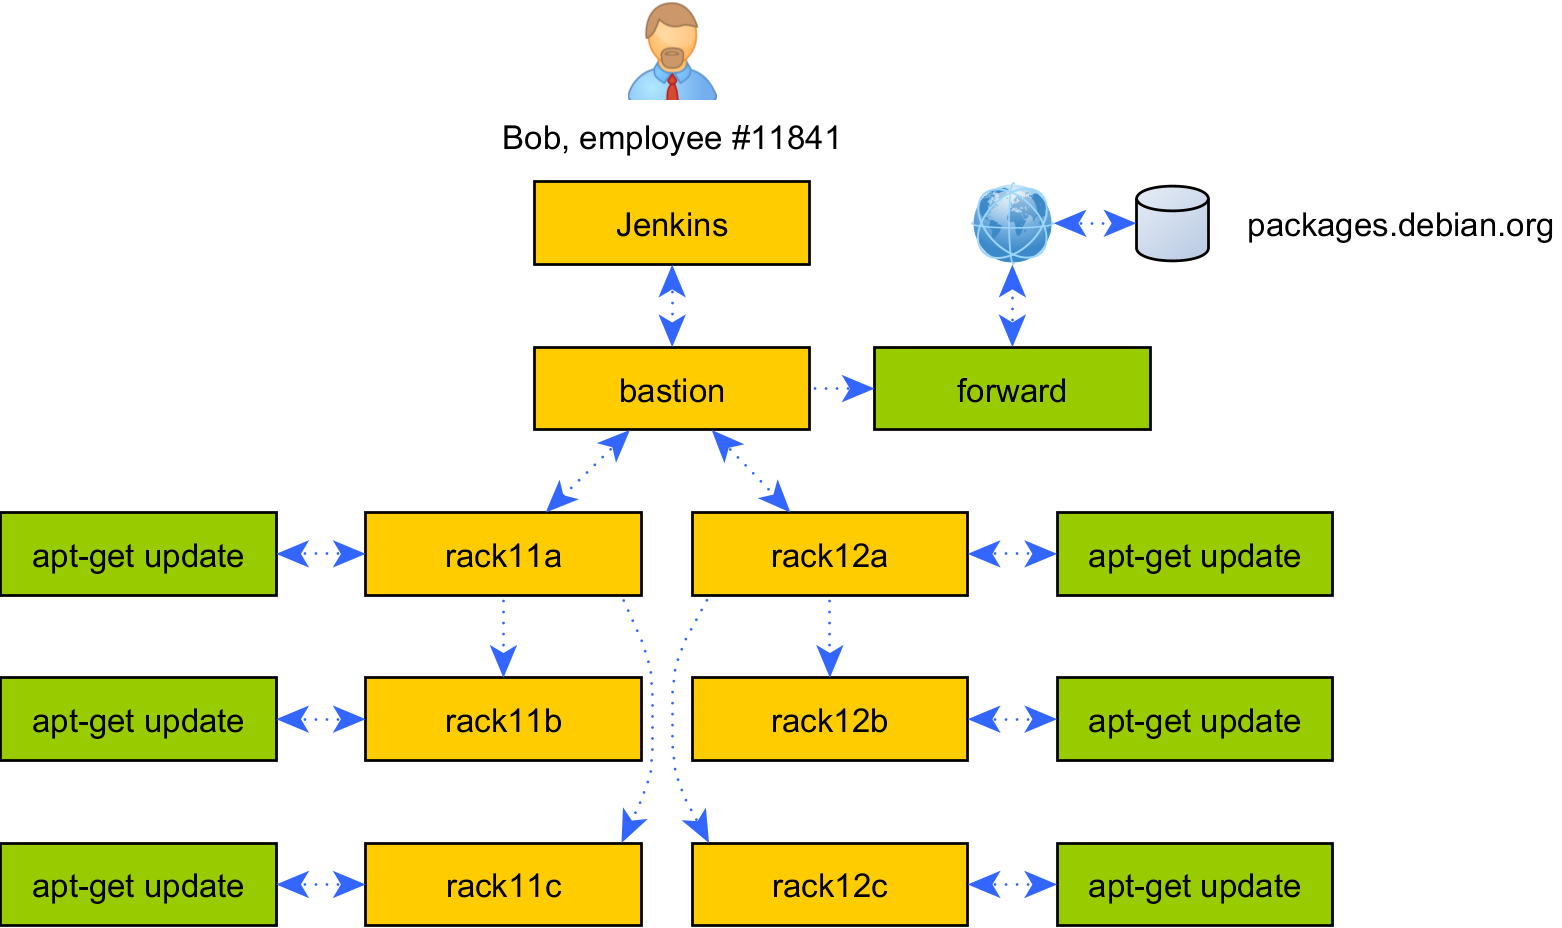 Bob, employee #11841
Jenkins
packages.debian.org
bastion
forward
apt-get update
rack11a
rack12a
apt-get update
apt-get update
rack11b
rack12b
apt-get update
apt-get update
rack11c
rack12c
apt-get update